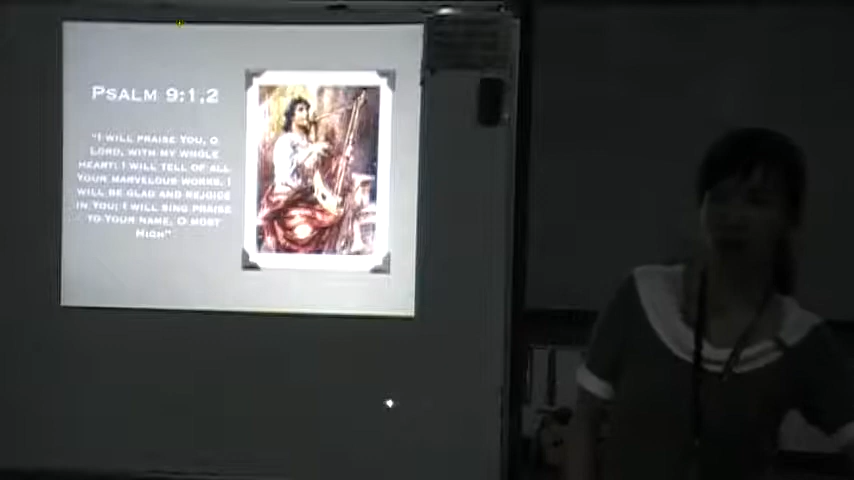 Psalm 9:1,2
"I will praise You, O
Lord, with my whole
heart; I will tell of all
Your marvelous works. I
will be glad and rejoice
in You; I will sing praise
to Your name, O Most
High"